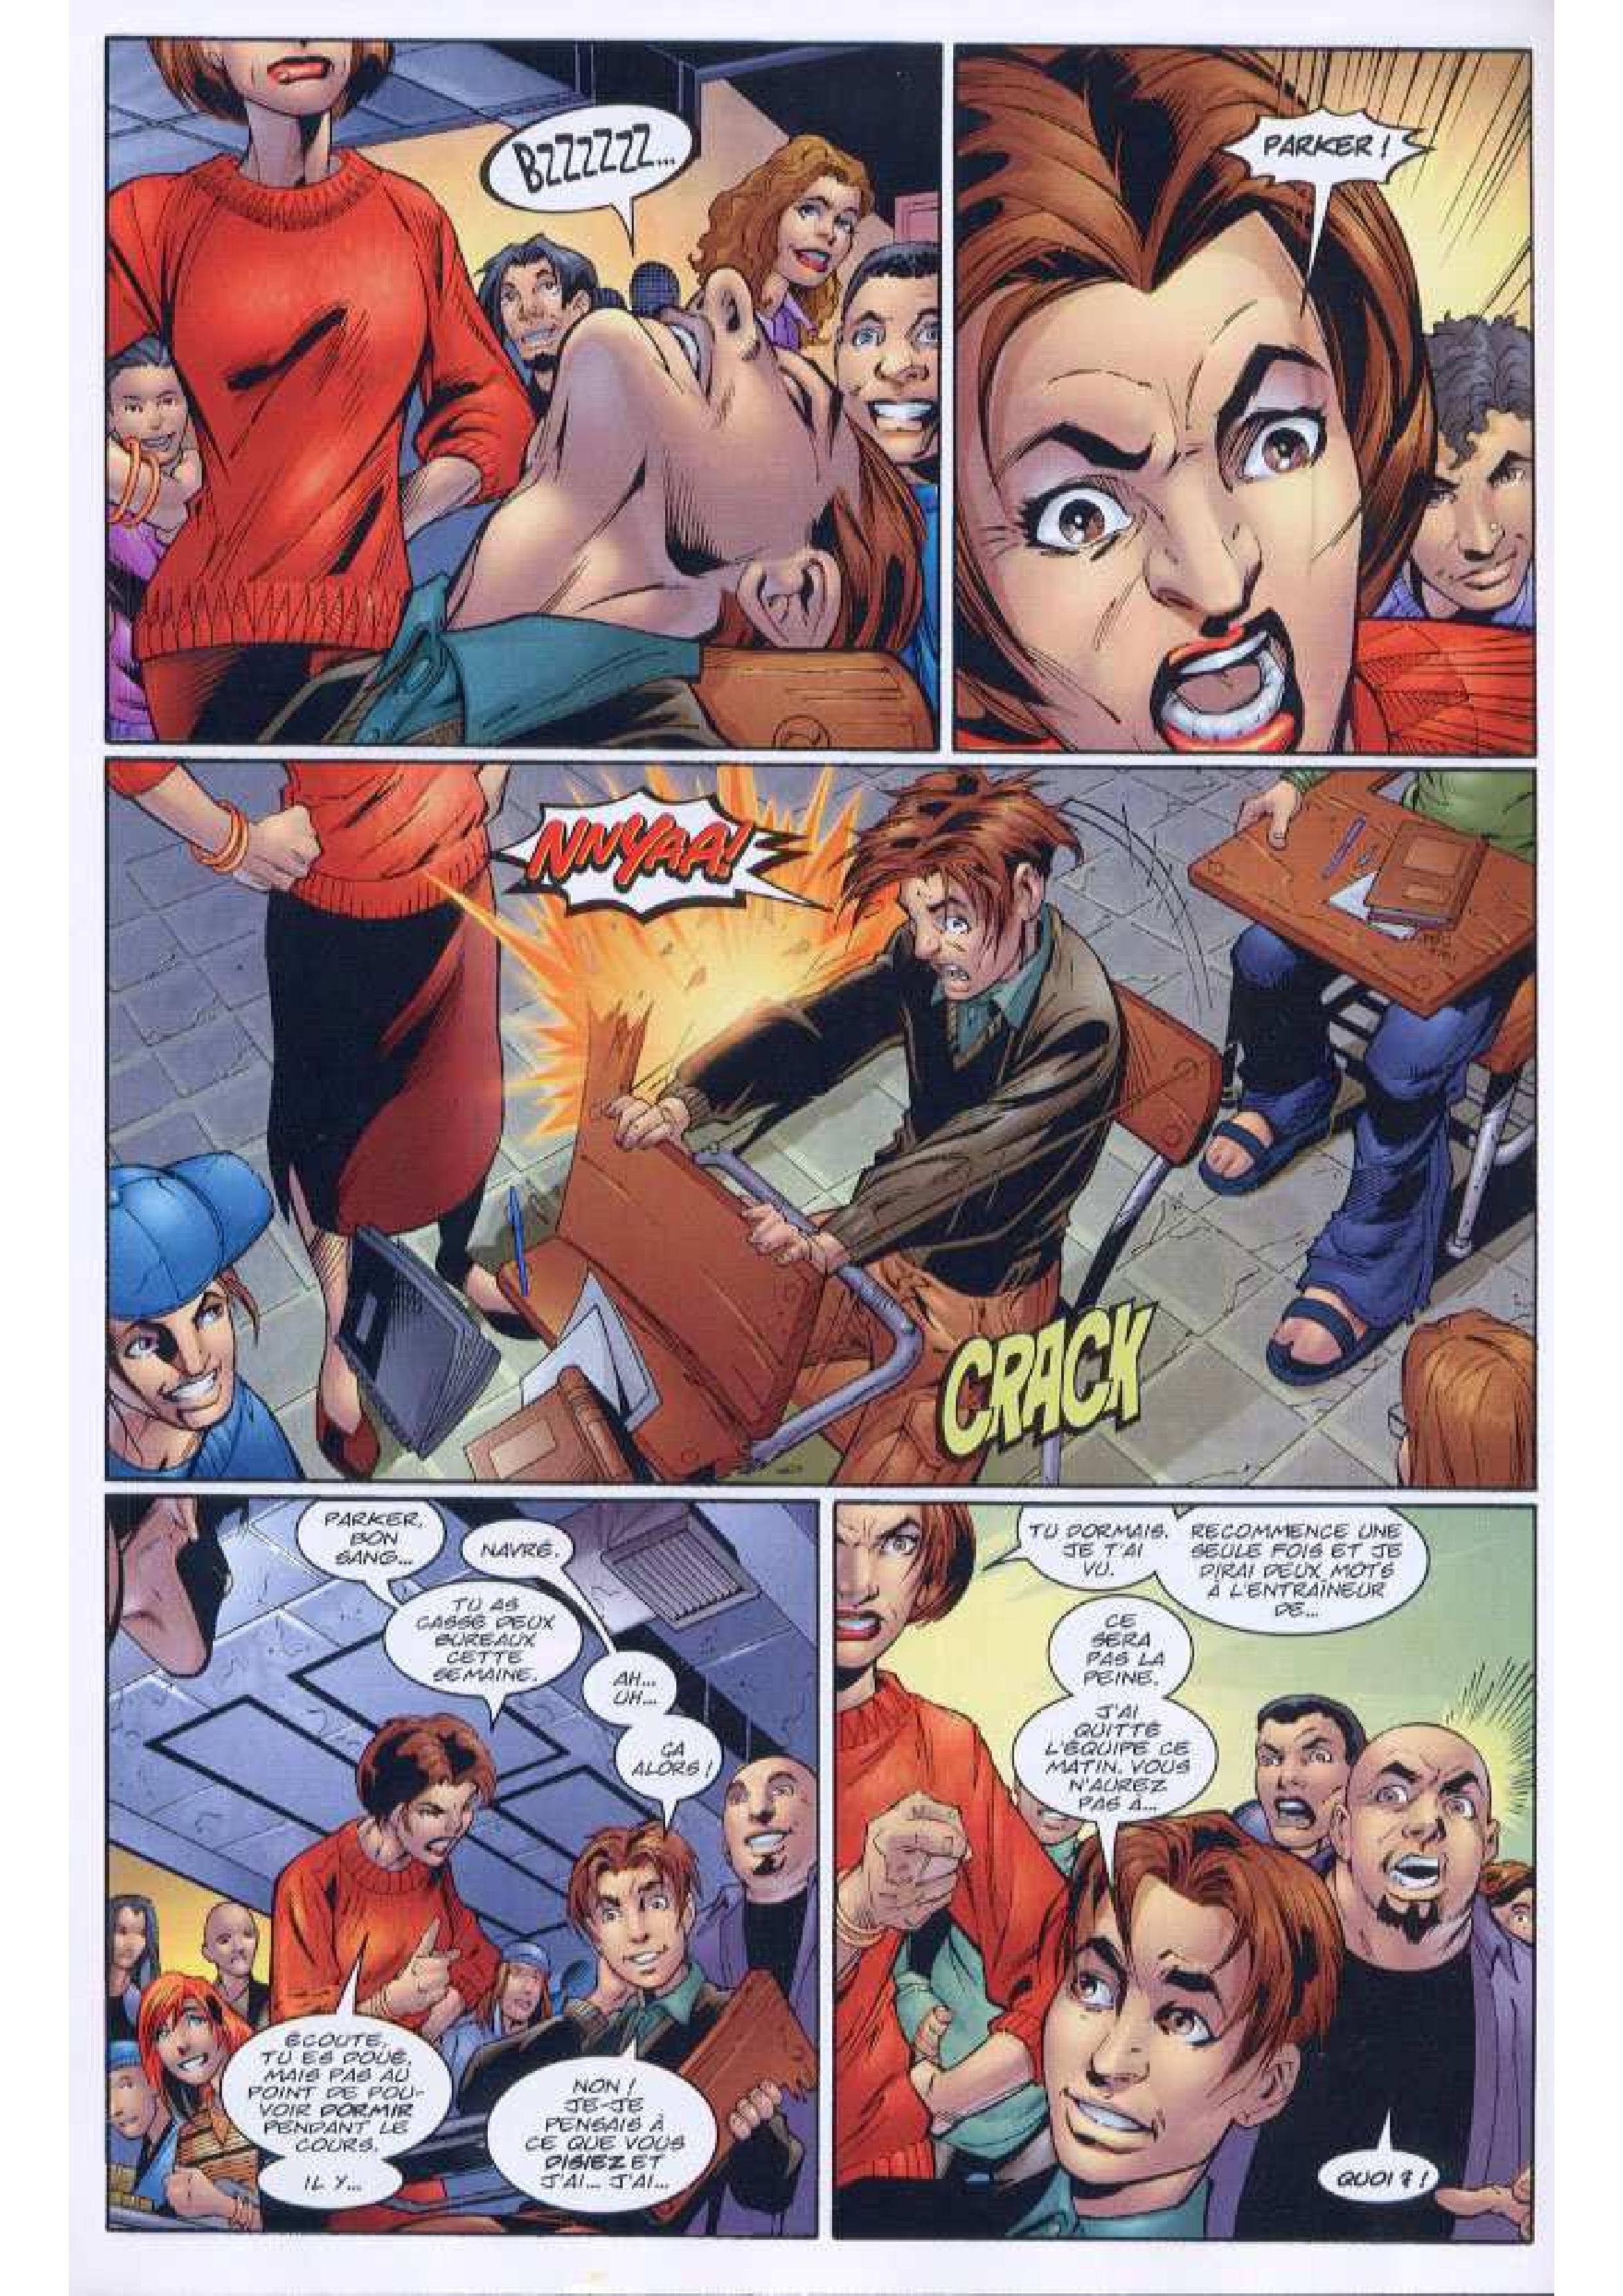 BZZZZZZ...
PARKER !
NNYAA!
CRACK
PARKER,
BON
SANG...
NAVRÉ.
TU AS
CASSÉ DEUX
BUREAUX
CETTE
SEMAINE.
AH...
UH...
ÇA
ALORS !
ÉCOUTE,
TU ES DOUÉ,
MAIS PAS AU
POINT DE POU-
VOIR DORMIR
PENDANT LE
COURS.
IL Y...
NON !
JE-JE
PENSAIS À
CE QUE VOUS
DISIEZ ET
J'AI... J'AI...
TU DORMAIS.
JE T'AI
VU.
RECOMMENCE UNE
SEULE FOIS ET JE
DIRAI DEUX MOTS
À L'ENTRAÎNEUR
DE...
CE
SERA
PAS LA
PEINE.
J'AI
QUITTÉ
L'ÉQUIPE CE
MATIN. VOUS
N'AUREZ
PAS À...
QUOI ? !